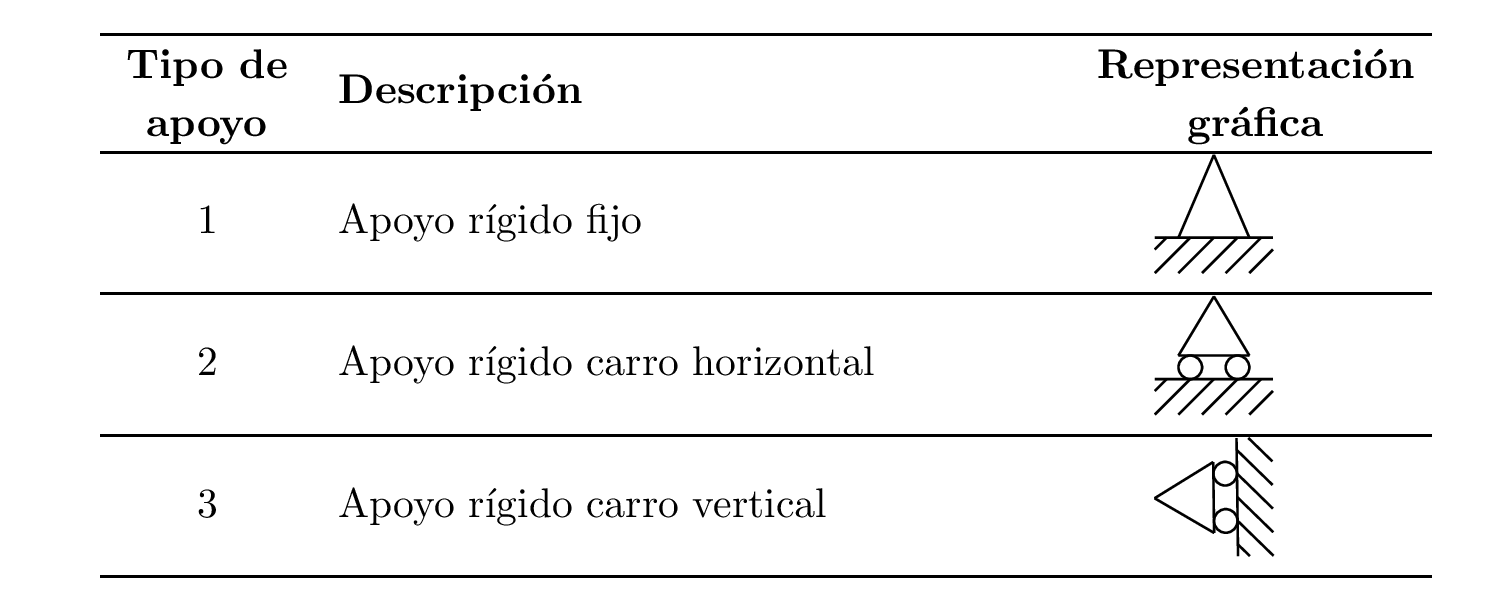 Tipo de apoyo Descripción Representación gráfica
1 Apoyo rígido fijo
2 Apoyo rígido carro horizontal
3 Apoyo rígido carro vertical